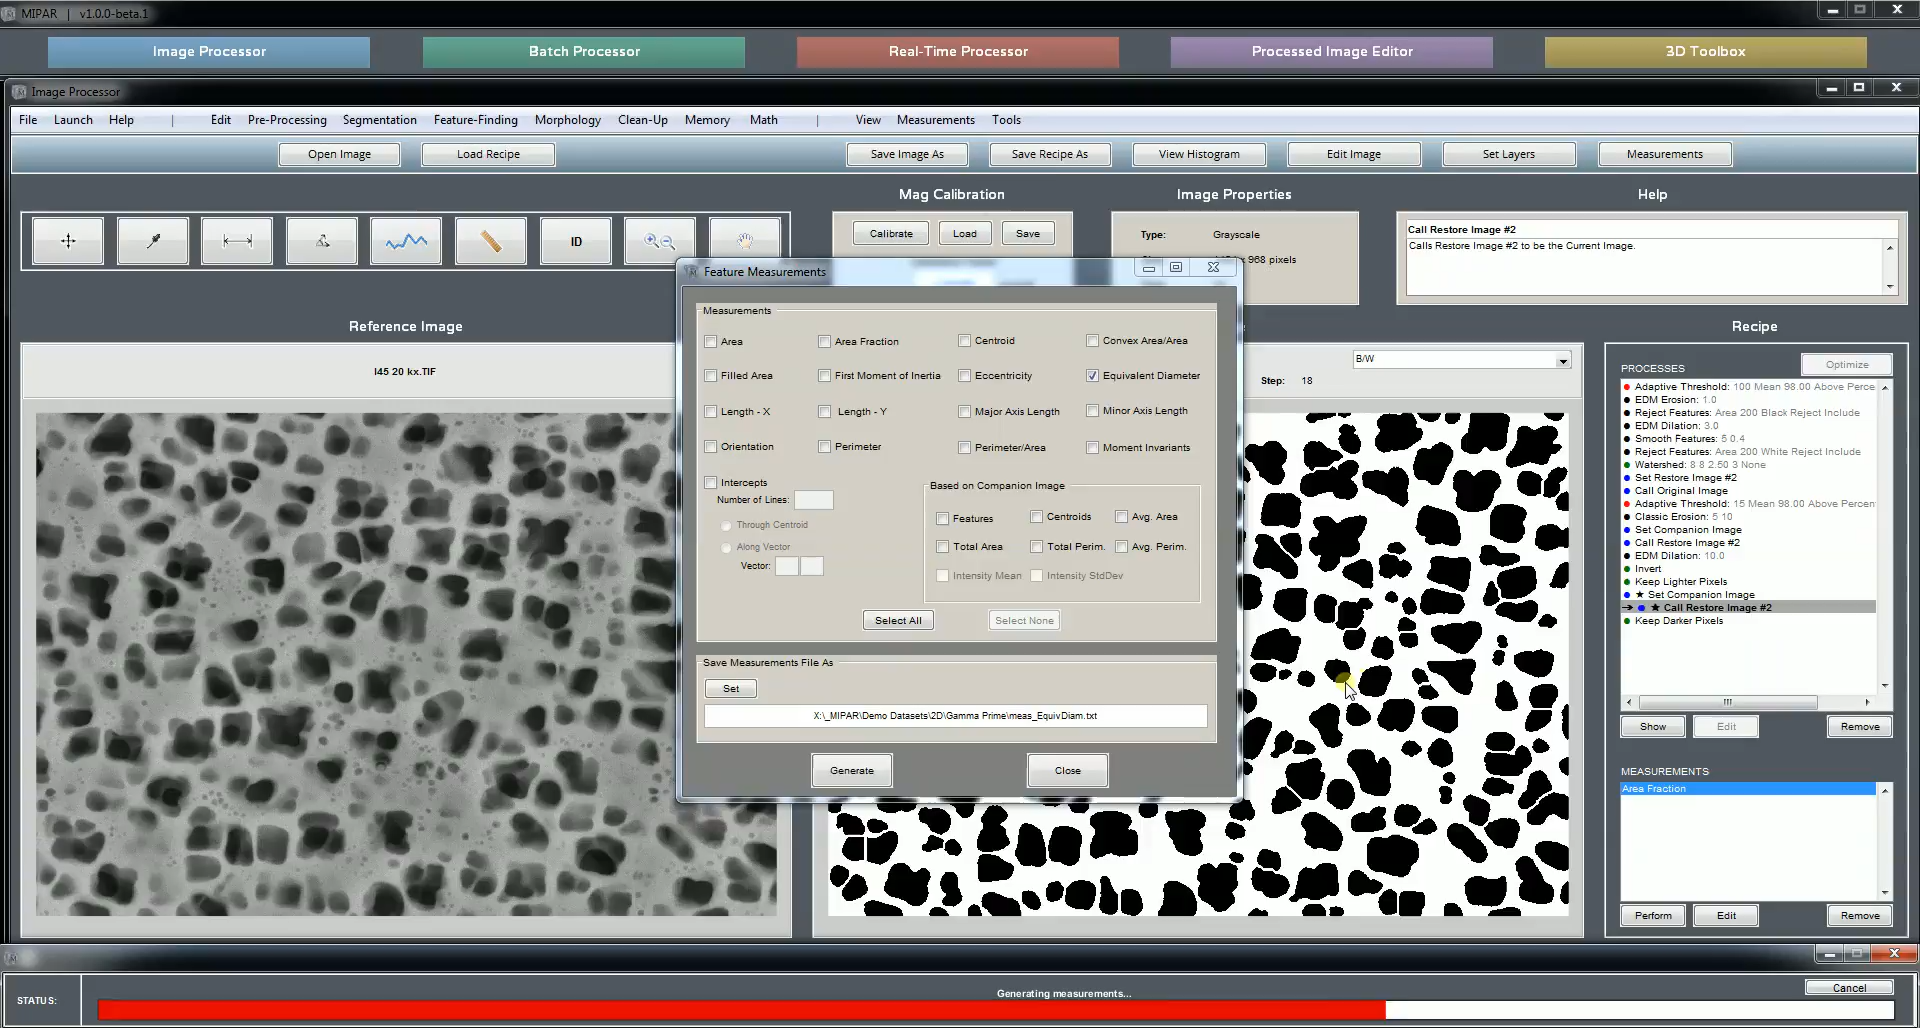 MIPAR | v1.0.0-beta.1
Image Processor
Batch Processor
Real-Time Processor
Processed Image Editor
3D Toolbox
Image Processor
File Launch Help | Edit Pre-Processing Segmentation Feature-Finding Morphology Clean-Up Memory Math | View Measurements Tools
Open Image
Load Recipe
Save Image As
Save Recipe As
View Histogram
Edit Image
Set Layers
Measurements
Mag Calibration
Image Properties
Help
ID
Calibrate
Load
Save
Type: Grayscale
968 pixels
Call Restore Image #2
Calls Restore Image #2 to be the Current Image.
Reference Image
I45 20 kx.TIF
Feature Measurements
Measurements
Area
Area Fraction
Centroid
Convex Area/Area
Filled Area
First Moment of Inertia
Eccentricity
Equivalent Diameter
Length - X
Length - Y
Major Axis Length
Minor Axis Length
Orientation
Perimeter
Perimeter/Area
Moment Invariants
Intercepts
Number of Lines:
Through Centroid
Along Vector
Vector:
Based on Companion Image
Features
Centroids
Avg. Area
Total Area
Total Perim.
Avg. Perim.
Intensity Mean
Intensity StdDev
Select All
Select None
Save Measurements File As
Set
X:\_MIPAR\Demo Datasets\2D\Gamma Prime\meas_EquivDiam.txt
Generate
Close
B/W
Step: 18
Recipe
PROCESSES
Optimize
Adaptive Threshold: 100 Mean 98.00 Above Perce
EDM Erosion: 1.0
Reject Features: Area 200 Black Reject Include
EDM Dilation: 3.0
Smooth Features: 5 0.4
Reject Features: Area 200 White Reject Include
Watershed: 8 8 2.50 3 None
Set Restore Image #2
Call Original Image
Adaptive Threshold: 15 Mean 98.00 Above Percen
Classic Erosion: 5 10
Set Companion Image
Call Restore Image #2
EDM Dilation: 10.0
Invert
Keep Lighter Pixels
★ Set Companion Image
★ Call Restore Image #2
Keep Darker Pixels
Show
Edit
Remove
MEASUREMENTS
Area Fraction
Perform
Edit
Remove
STATUS:
Generating measurements...
Cancel